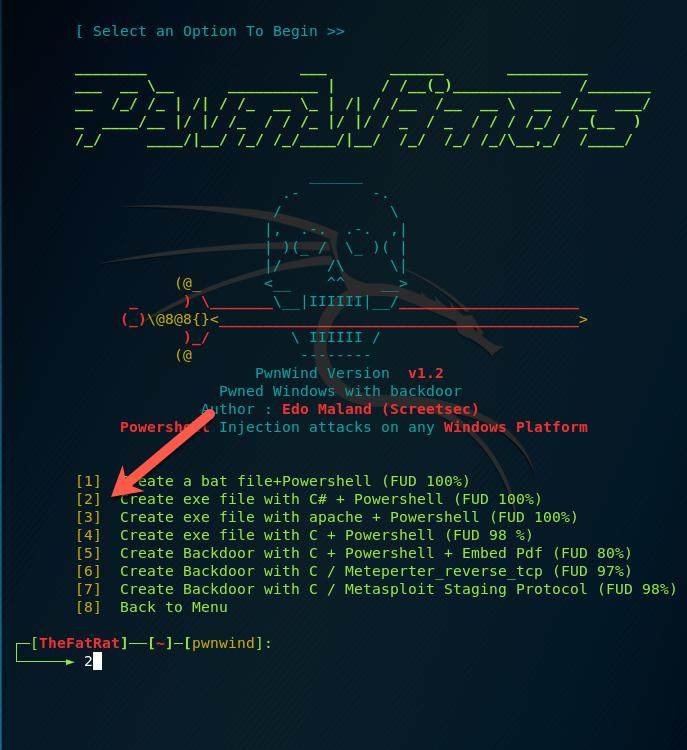 [ Select an Option To Begin >>
PwnWinds
PwnWind Version v1.2
Pwned Windows with backdoor
Author : Edo Maland (Screetsec)
Powershell Injection attacks on any Windows Platform
[1] Create a bat file+Powershell (FUD 100%)
[2] Create exe file with C# + Powershell (FUD 100%)
[3] Create exe file with apache + Powershell (FUD 100%)
[4] Create exe file with C + Powershell (FUD 98 %)
[5] Create Backdoor with C + Powershell + Embed Pdf (FUD 80%)
[6] Create Backdoor with C / Meteperter_reverse_tcp (FUD 97%)
[7] Create Backdoor with C / Metasploit Staging Protocol (FUD 98%)
[8] Back to Menu
[TheFatRat]──[~]─[pwnwind]:
2